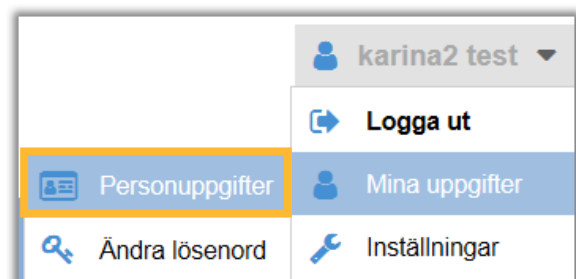 karina2 test
Logga ut
Personuppgifter
Mina uppgifter
Ändra lösenord
Inställningar